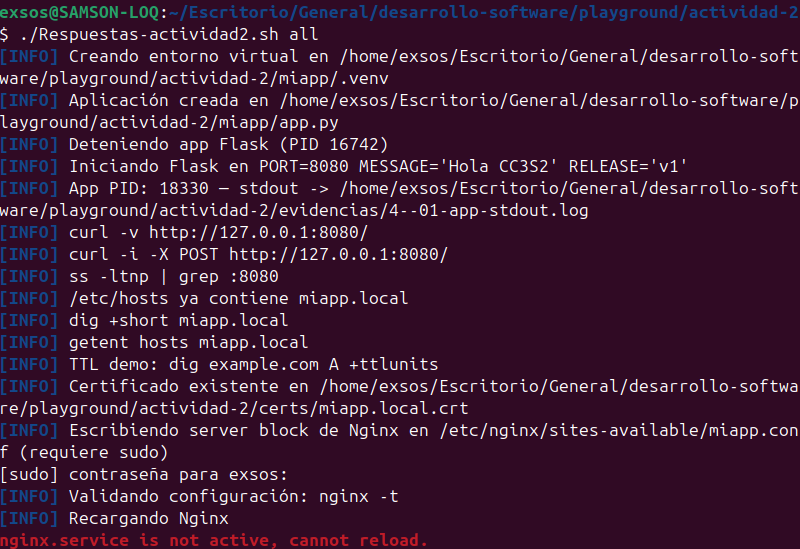 exsos@SAMSON-LOQ:~/Escritorio/General/desarrollo-software/playground/actividad-2
$ ./Respuestas-actividad2.sh all
[INFO] Creando entorno virtual en /home/exsos/Escritorio/General/desarrollo-soft
ware/playground/actividad-2/miapp/.venv
[INFO] Aplicación creada en /home/exsos/Escritorio/General/desarrollo-software/p
layground/actividad-2/miapp/app.py
[INFO] Deteniendo app Flask (PID 16742)
[INFO] Iniciando Flask en PORT=8080 MESSAGE='Hola CC3S2' RELEASE='v1'
[INFO] App PID: 18330 — stdout -> /home/exsos/Escritorio/General/desarrollo-soft
ware/playground/actividad-2/evidencias/4--01-app-stdout.log
[INFO] curl -v http://127.0.0.1:8080/
[INFO] curl -i -X POST http://127.0.0.1:8080/
[INFO] ss -ltnp | grep :8080
[INFO] /etc/hosts ya contiene miapp.local
[INFO] dig +short miapp.local
[INFO] getent hosts miapp.local
[INFO] TTL demo: dig example.com A +ttlunits
[INFO] Certificado existente en /home/exsos/Escritorio/General/desarrollo-softwa
re/playground/actividad-2/certs/miapp.local.crt
[INFO] Escribiendo server block de Nginx en /etc/nginx/sites-available/miapp.con
f (requiere sudo)
[sudo] contraseña para exsos:
[INFO] Validando configuración: nginx -t
[INFO] Recargando Nginx
nginx.service is not active, cannot reload.